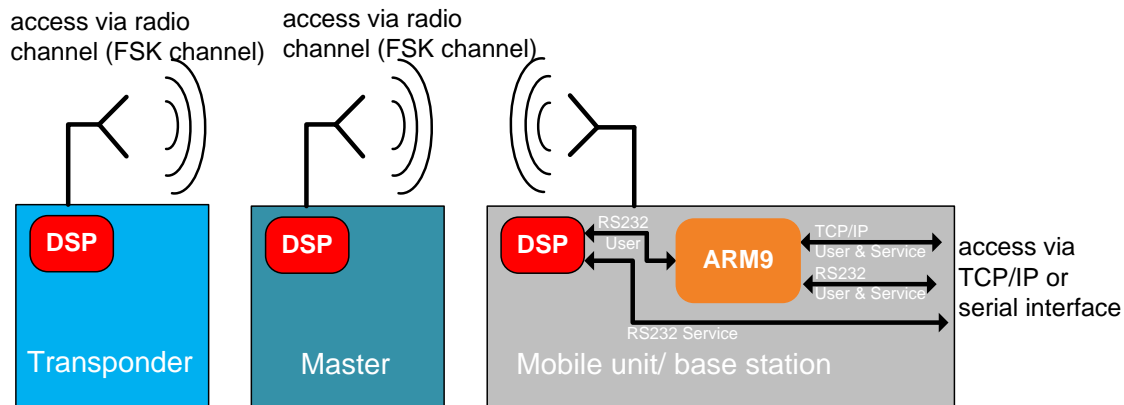 access via radio
channel (FSK channel)
access via radio
channel (FSK channel)
DSP
Transponder
DSP
Master
DSP
RS232
User
ARM9
TCP/IP
User & Service
RS232
User & Service
RS232 Service
Mobile unit/ base station
access via
TCP/IP or
serial interface